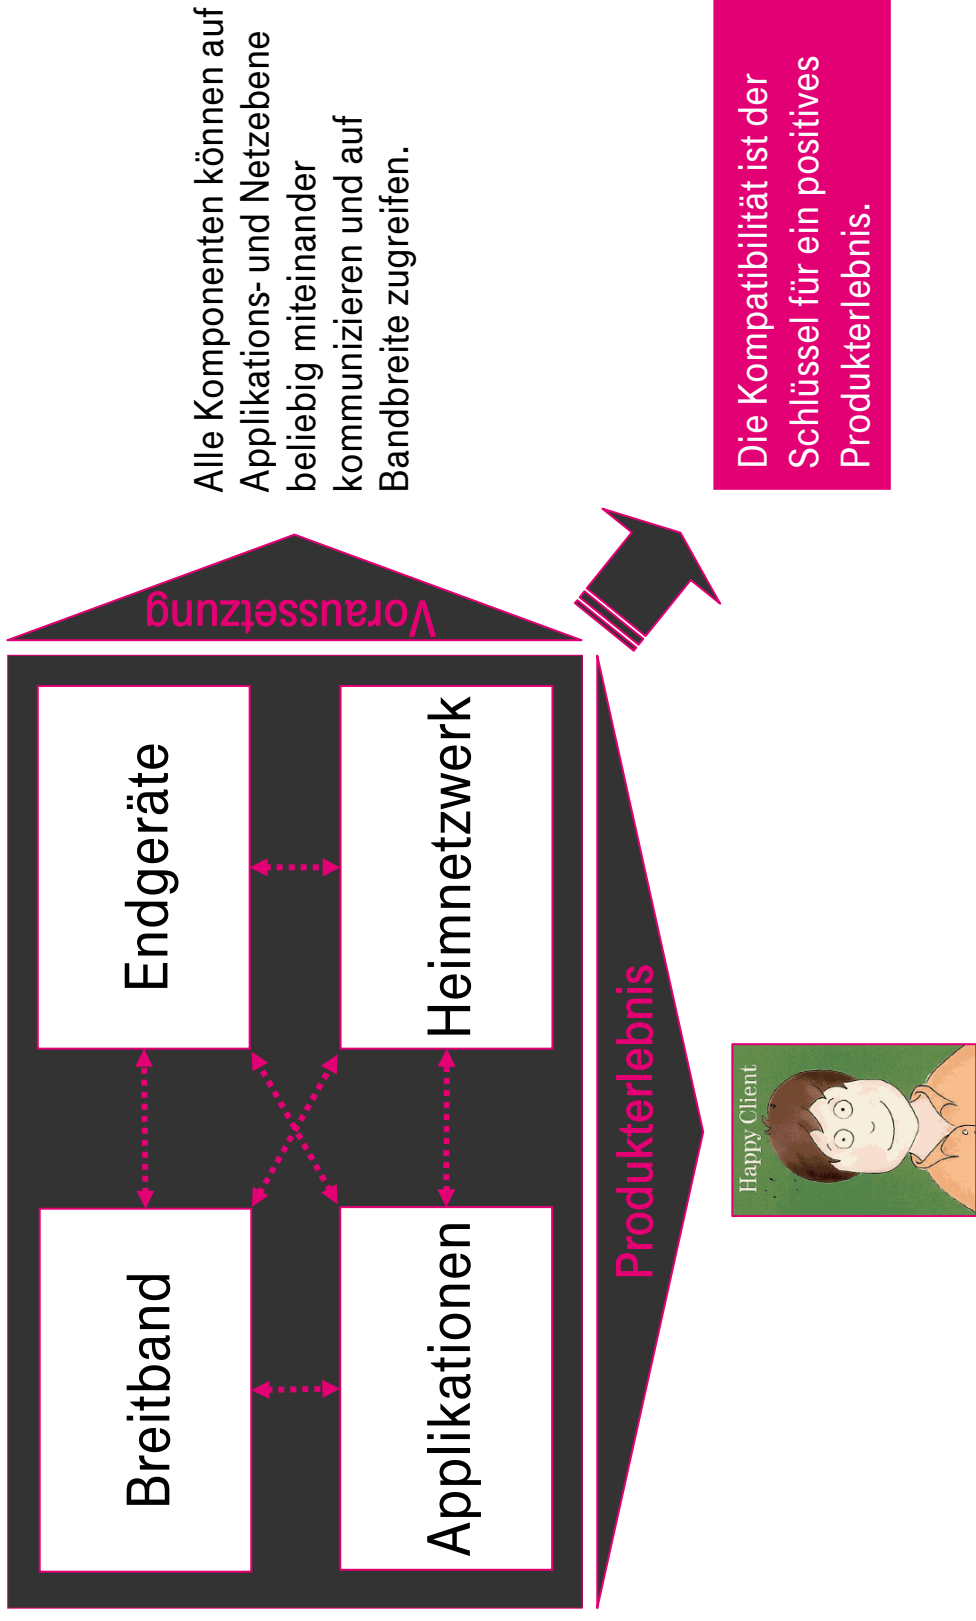 Breitband
Endgeräte
Applikationen
Heimnetzwerk
Voraussetzung
Alle Komponenten können auf
Applikations- und Netzebene
beliebig miteinander
kommunizieren und auf
Bandbreite zugreifen.
Produkterlebnis
Happy Client
Die Kompatibilität ist der
Schlüssel für ein positives
Produkterlebnis.